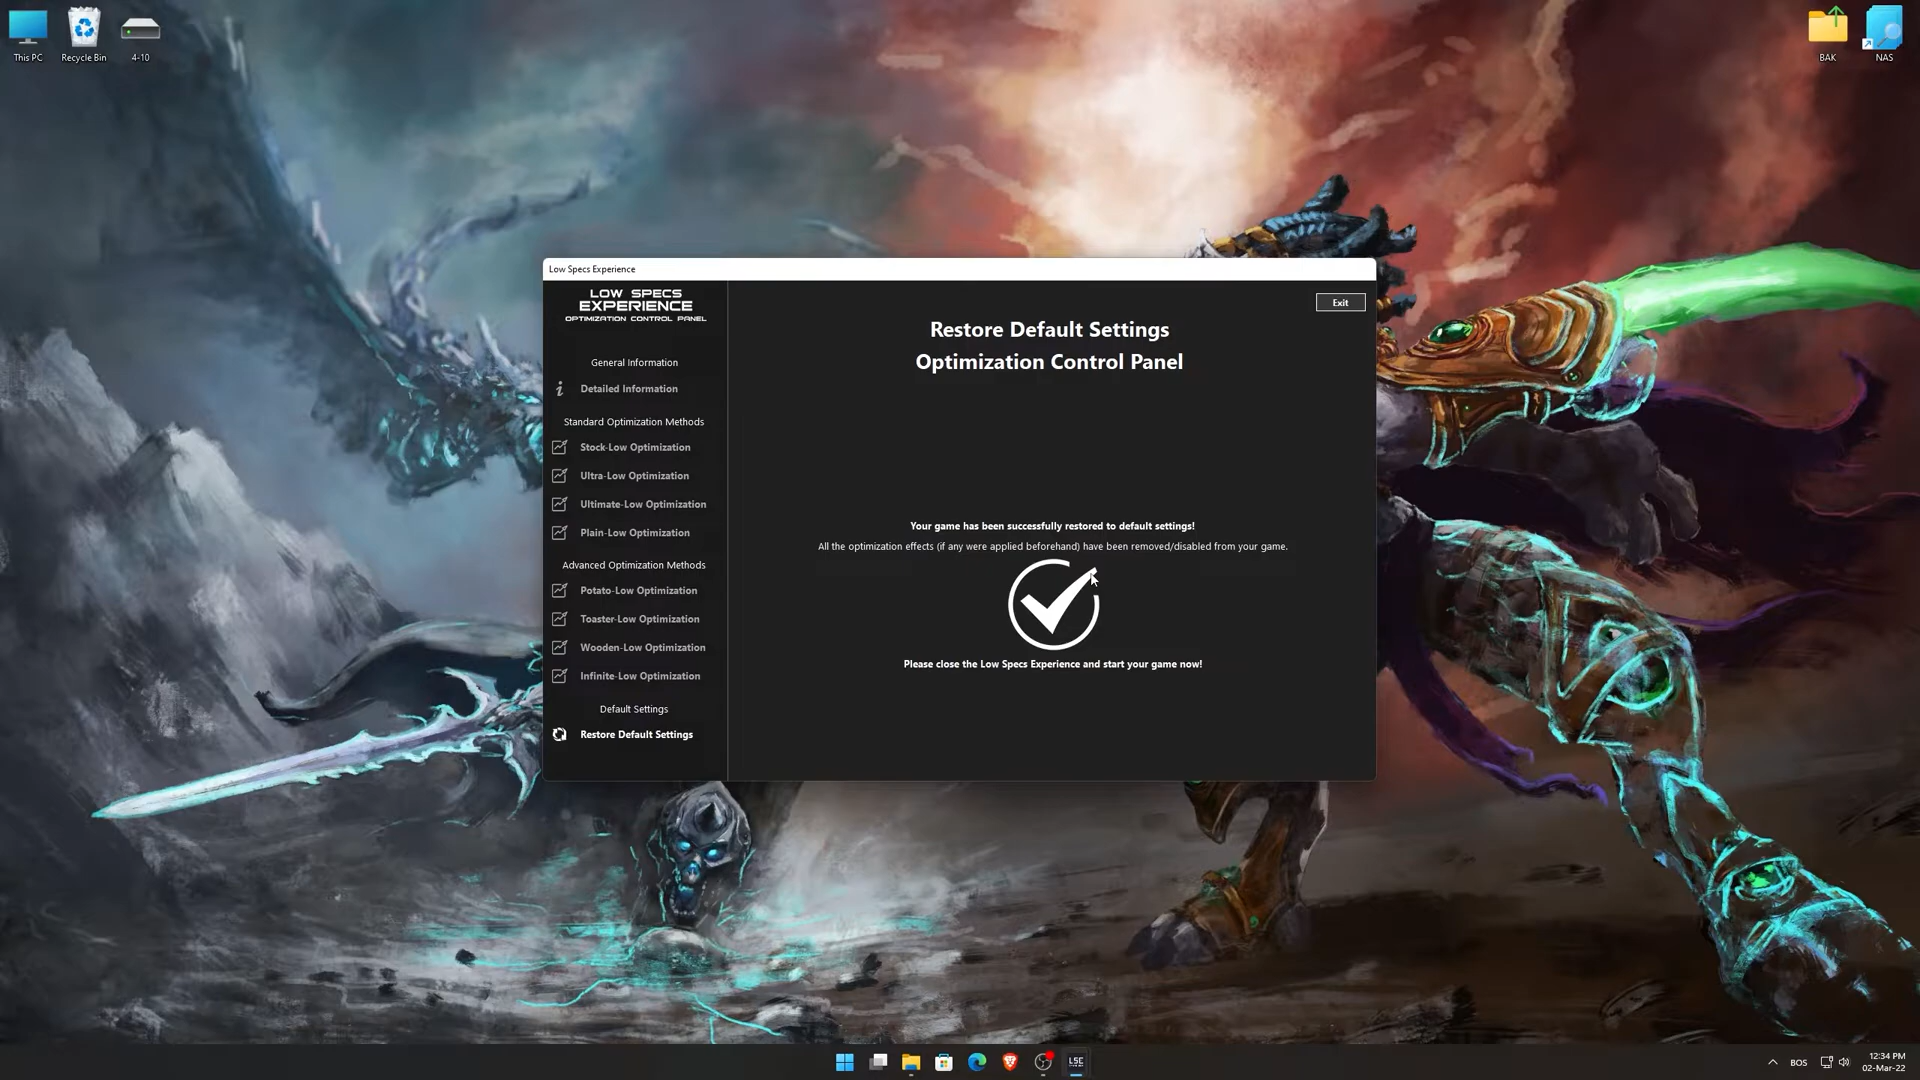 This PC
Recycle Bin
4-10
BAK
NAS
Low Specs Experience
LOW SPECS
EXPERIENCE
OPTIMIZATION CONTROL PANEL
General Information
Detailed Information
Standard Optimization Methods
Stock-Low Optimization
Ultra-Low Optimization
Ultimate-Low Optimization
Plain-Low Optimization
Advanced Optimization Methods
Potato-Low Optimization
Toaster-Low Optimization
Wooden-Low Optimization
Infinite-Low Optimization
Default Settings
Restore Default Settings
Exit
Restore Default Settings
Optimization Control Panel
Your game has been successfully restored to default settings!
All the optimization effects (if any were applied beforehand) have been removed/disabled from your game.
Please close the Low Specs Experience and start your game now!
LSC
BOS
12:34 PM
02-Mar-22